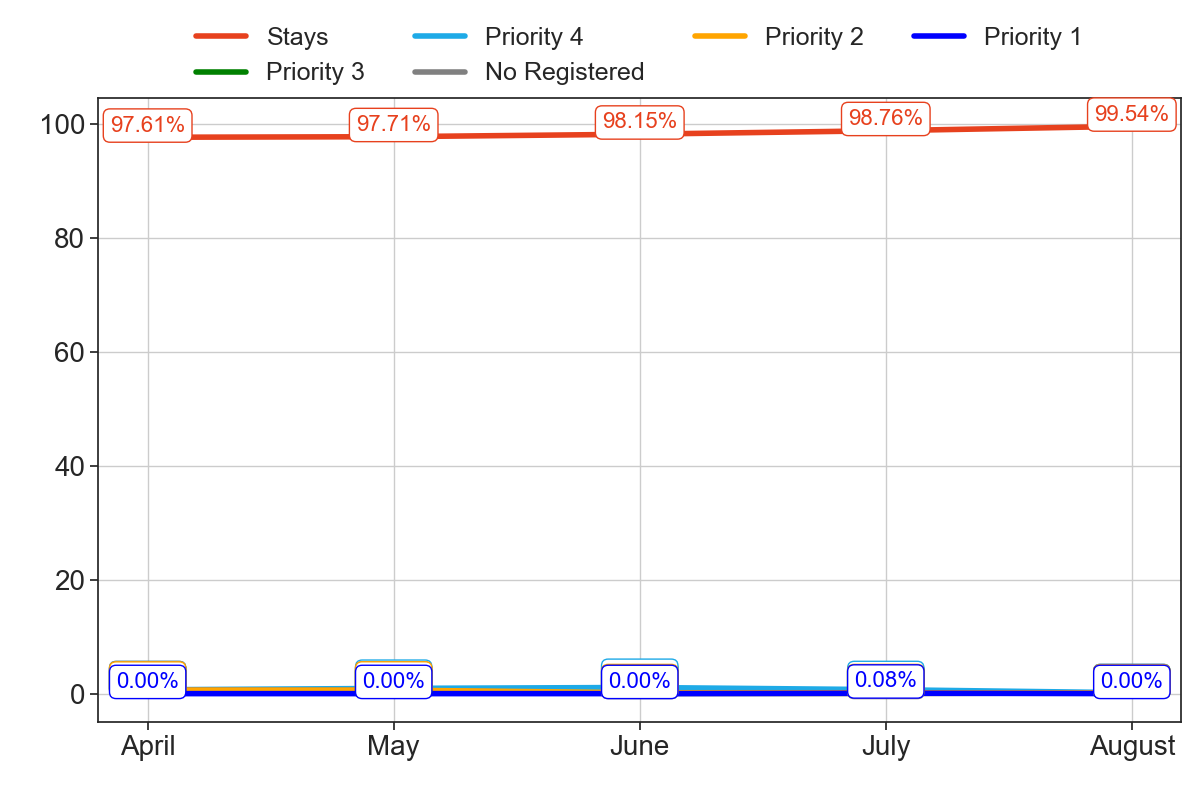 Stays Priority 4 Priority 2 Priority 1
Priority 3 No Registered
97.61% 97.71% 98.15% 98.76% 99.54%
100
80
60
40
20
0
0.00% 0.00% 0.00% 0.08% 0.00%
April May June July August